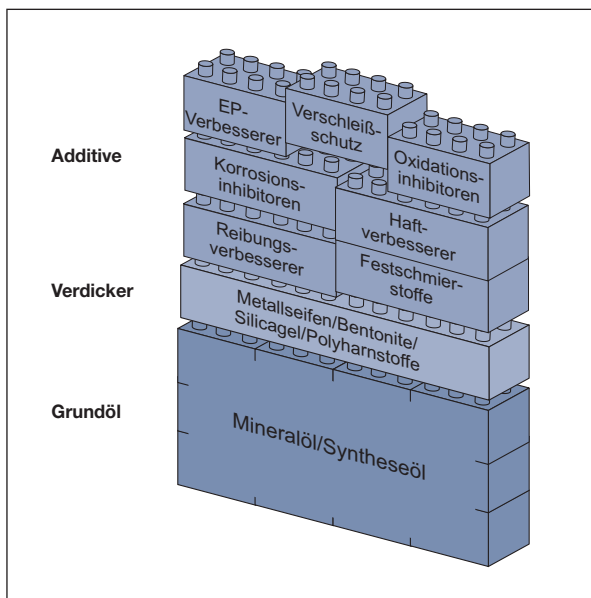 EP-
Verbesserer
Verschleiß-
schutz
Oxidations-
inhibitoren
Additive
Korrosions-
inhibitoren
Haft-
verbesserer
Reibungs-
verbesserer
Festschmier-
stoffe
Verdicker
Metallseifen/Bentonite/
Silicagel/Polyharnstoffe
Grundöl
Mineralöl/Syntheseöl